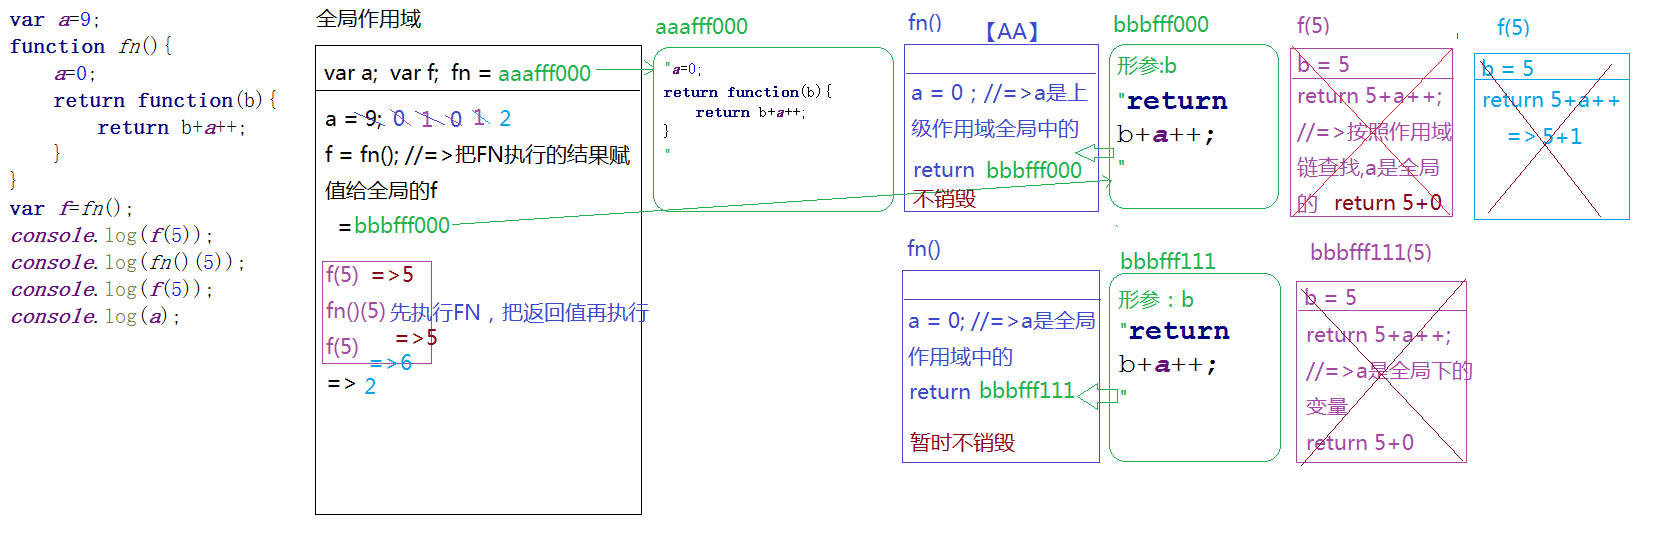 var a=9;
function fn(){
a=0;
return function(b){
return b+a++;
}
}
var f=fn();
console.log(f(5));
console.log(fn()(5));
console.log(f(5));
console.log(a);
全局作用域
var a; var f; fn = aaafff000
a = 9; 0 1 0 1 2
f = fn(); //=>把FN执行的结果赋
值给全局的f
=bbbfff000
f(5) =>5
fn()(5) 先执行FN，把返回值再执行
=>5
f(5)
=>6
=> 2
aaafff000
"a=0;
return function(b){
return b+a++;
}
"
fn()
【AA】
a = 0 ; //=>a是上
级作用域全局中的
return bbbfff000
不销毁
bbbfff000
形参:b
"return
b+a++;
"
f(5)
b = 5
return 5+a++;
//=>按照作用域
链查找,a是全局
的 return 5+0
f(5)
b = 5
return 5+a++
=>5+1
fn()
a = 0; //=>a是全局
作用域中的
return bbbfff111
暂时不销毁
bbbfff111
形参：b
"return
b+a++;
"
bbbfff111(5)
b = 5
return 5+a++;
//=>a是全局下的
变量
return 5+0